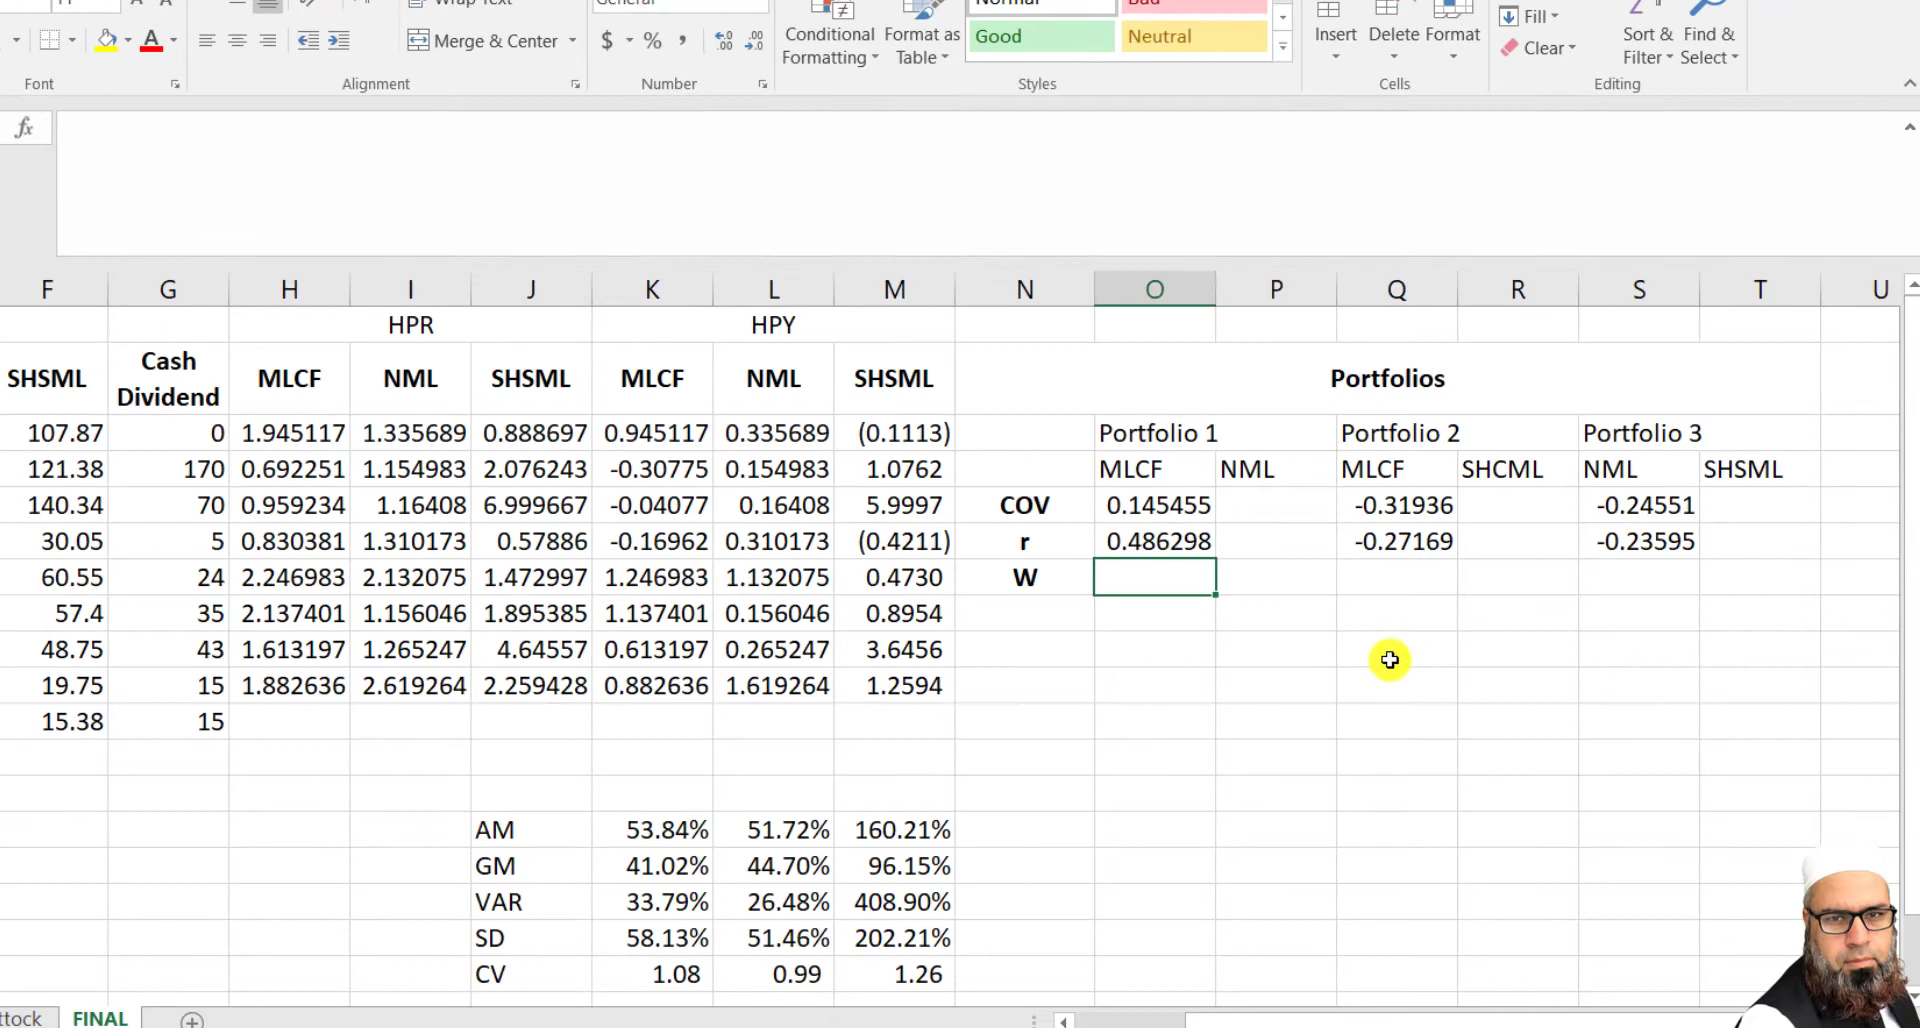 Wrap Text
General
Normal
Bad
Merge & Center
$ % ,
Conditional Formatting
Format as Table
Good
Neutral
Insert
Delete
Format
Fill
Clear
Sort & Filter
Find & Select
Font
Alignment
Number
Styles
Cells
Editing
fx
F G H I J K L M N O P Q R S T U
HPR HPY
SHSML Cash Dividend MLCF NML SHSML MLCF NML SHSML Portfolios
107.87 0 1.945117 1.335689 0.888697 0.945117 0.335689 (0.1113) Portfolio 1 Portfolio 2 Portfolio 3
121.38 170 0.692251 1.154983 2.076243 -0.30775 0.154983 1.0762 MLCF NML MLCF SHCML NML SHSML
140.34 70 0.959234 1.16408 6.999667 -0.04077 0.16408 5.9997 COV 0.145455 -0.31936 -0.24551
30.05 5 0.830381 1.310173 0.57886 -0.16962 0.310173 (0.4211) r 0.486298 -0.27169 -0.23595
60.55 24 2.246983 2.132075 1.472997 1.246983 1.132075 0.4730 W
57.4 35 2.137401 1.156046 1.895385 1.137401 0.156046 0.8954
48.75 43 1.613197 1.265247 4.64557 0.613197 0.265247 3.6456
19.75 15 1.882636 2.619264 2.259428 0.882636 1.619264 1.2594
15.38 15
AM 53.84% 51.72% 160.21%
GM 41.02% 44.70% 96.15%
VAR 33.79% 26.48% 408.90%
SD 58.13% 51.46% 202.21%
CV 1.08 0.99 1.26
FINAL